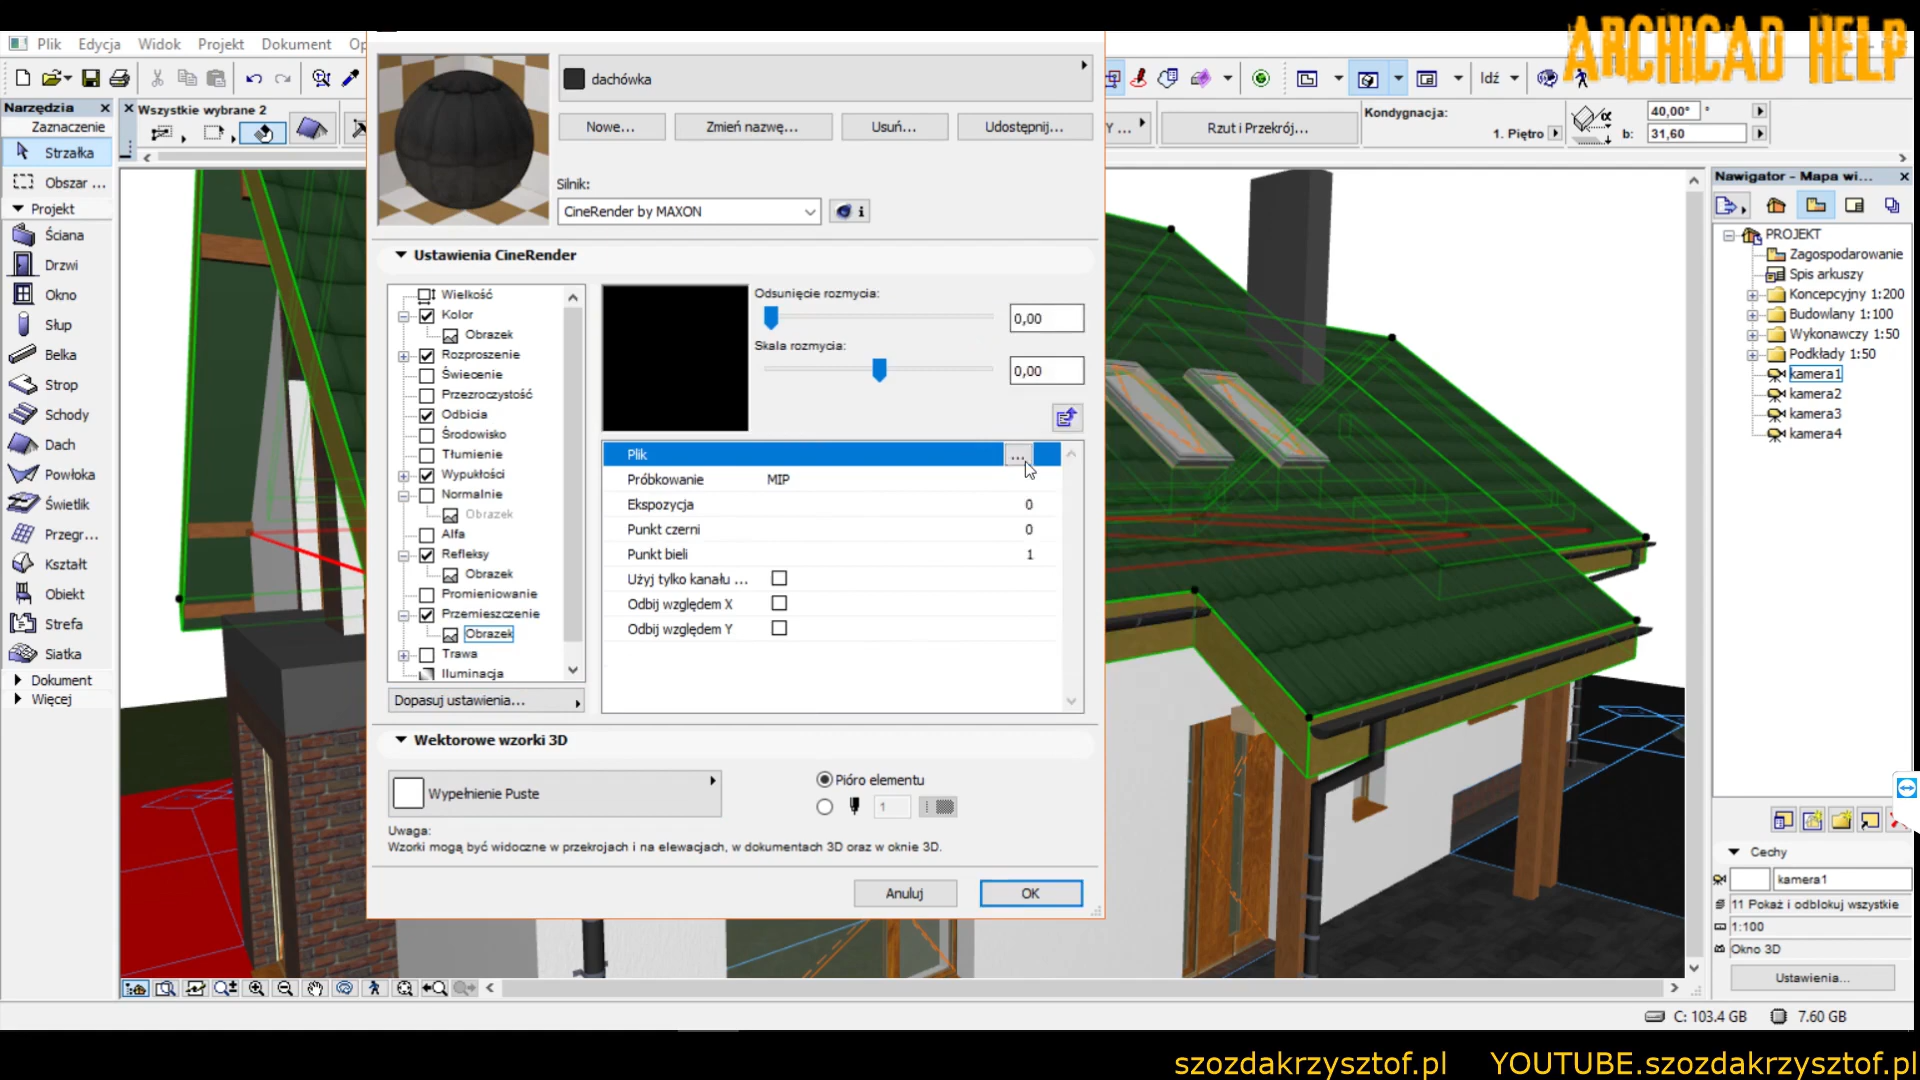 ARCHICAD HELP
Plik Edycja Widok Projekt Dokument Op
Idź
Narzędzia
Zaznaczenie
Strzałka
Obszar ...
Projekt
Ściana
Drzwi
Okno
Słup
Belka
Strop
Schody
Dach
Powłoka
Świetlik
Przegr...
Kształt
Obiekt
Strefa
Siatka
Dokument
Więcej
Wszystkie wybrane 2
dachówka
Nowe... Zmień nazwę... Usuń... Udostępnij...
Silnik:
CineRender by MAXON
i
Ustawienia CineRender
Wielkość
Kolor
Obrazek
Rozproszenie
Świecenie
Przezroczystość
Odbicia
Środowisko
Tłumienie
Wypukłości
Normalnie
Obrazek
Alfa
Refleksy
Obrazek
Promieniowanie
Przemieszczenie
Obrazek
Trawa
Iluminacja
Dopasuj ustawienia...
Odsunięcie rozmycia:
0,00
Skala rozmycia:
0,00
Plik ...
Próbkowanie MIP
Ekspozycja 0
Punkt czerni 0
Punkt bieli 1
Użyj tylko kanału ...
Odbij względem X
Odbij względem Y
Wektorowe wzorki 3D
Wypełnienie Puste
Pióro elementu
1
Uwaga:
Wzorki mogą być widoczne w przekrojach i na elewacjach, w dokumentach 3D oraz w oknie 3D.
Anuluj OK
Y ...
Rzut i Przekrój...
Kondygnacja:
1. Piętro
α
40,00° °
b: 31,60
Nawigator - Mapa wi...
PROJEKT
Zagospodarowanie
Spis arkuszy
Koncepcyjny 1:200
Budowlany 1:100
Wykonawczy 1:50
Podkłady 1:50
kamera1
kamera2
kamera3
kamera4
Cechy
kamera1
11 Pokaż i odblokuj wszystkie
1:100
Okno 3D
Ustawienia...
C: 103.4 GB 7.60 GB
szozdakrzysztof.pl YOUTUBE.szozdakrzysztof.pl